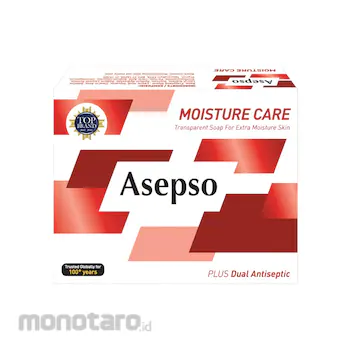 TOP
BRAND
MOISTURE CARE
Transparent Soap For Extra Moisture Skin
Asepso
Trusted Globally for
100+ years
PLUS Dual Antiseptic
monotaro.id